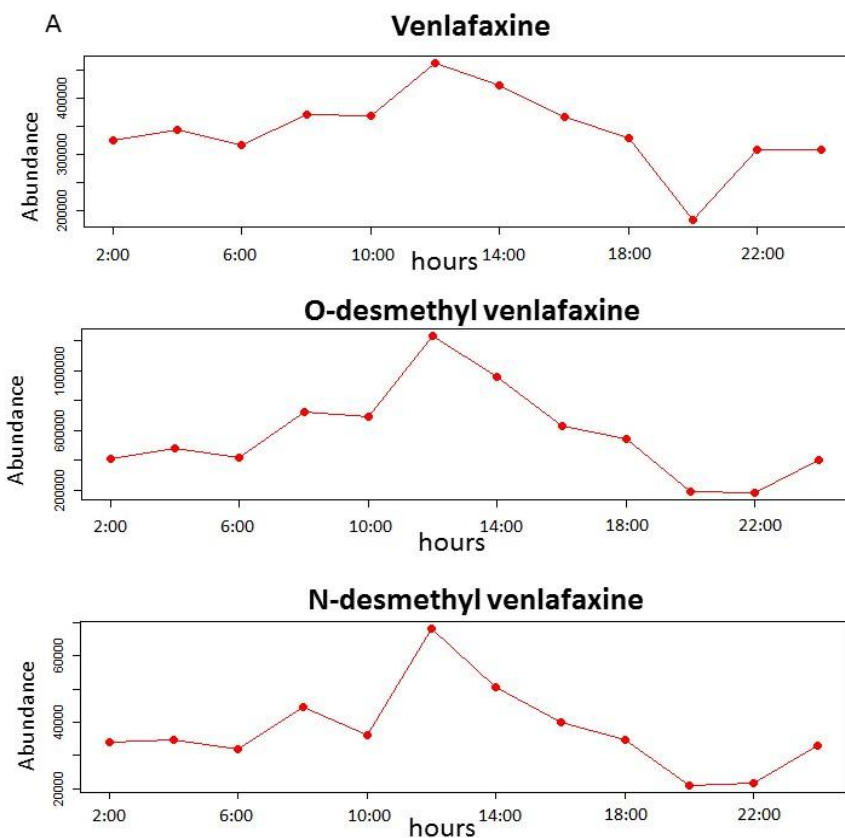 A
Venlafaxine
Abundance
400000
300000
200000
2:00 6:00 10:00 14:00 18:00 22:00
hours
O-desmethyl venlafaxine
Abundance
1000000
600000
200000
2:00 6:00 10:00 14:00 18:00 22:00
hours
N-desmethyl venlafaxine
Abundance
60000
40000
20000
2:00 6:00 10:00 14:00 18:00 22:00
hours